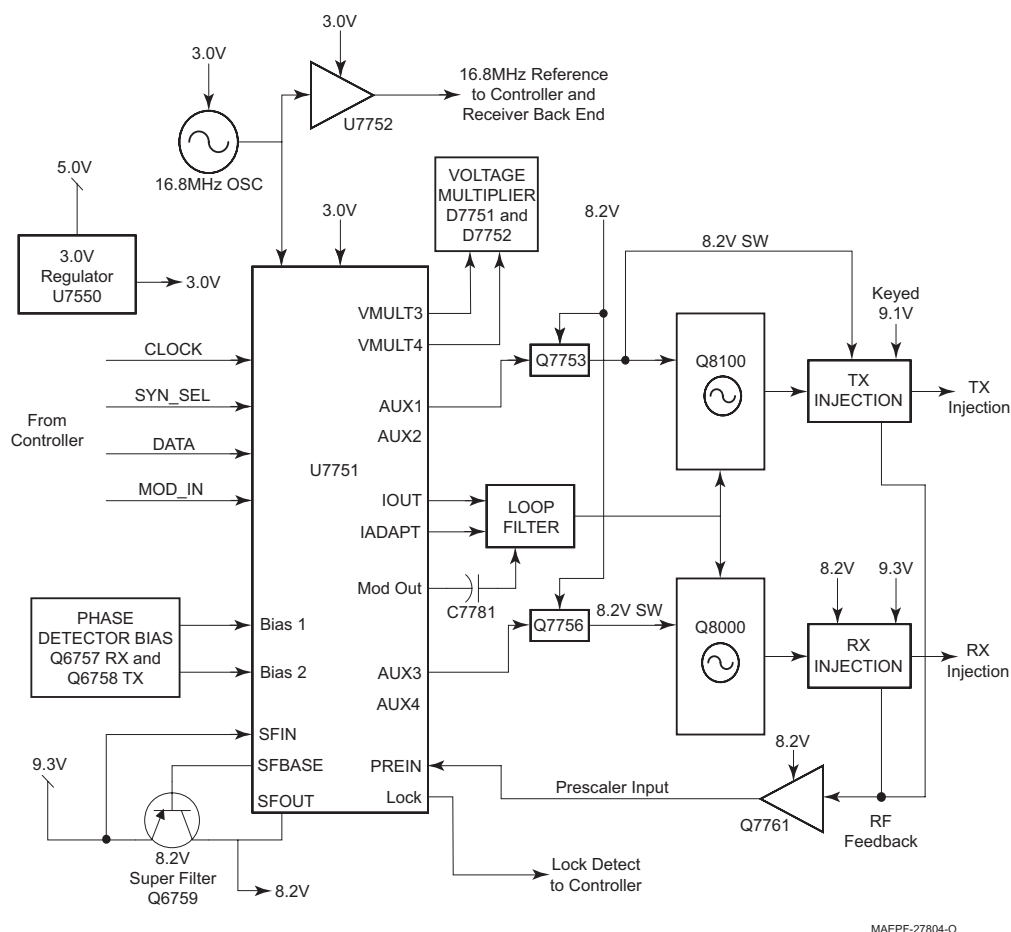 3.0V
3.0V
16.8MHz Reference
to Controller and
Receiver Back End
U7752
16.8MHz OSC
5.0V
3.0V
Regulator
U7550
3.0V
3.0V
VOLTAGE
MULTIPLIER
D7751 and
D7752
8.2V
8.2V SW
Keyed
9.1V
VMULT3
VMULT4
CLOCK
SYN_SEL
From
Controller
DATA
MOD_IN
U7751
AUX1
AUX2
Q7753
Q8100
TX
INJECTION
TX
Injection
IOUT
IADAPT
LOOP
FILTER
Mod Out
C7781
PHASE
DETECTOR BIAS
Q6757 RX and
Q6758 TX
Bias 1
Bias 2
AUX3
AUX4
Q7756
8.2V SW
Q8000
8.2V
9.3V
RX
INJECTION
RX
Injection
SFIN
SFBASE
SFOUT
9.3V
8.2V
Super Filter
Q6759
8.2V
PREIN
Lock
Prescaler Input
8.2V
Q7761
RF
Feedback
Lock Detect
to Controller
MAEPF-27804-O